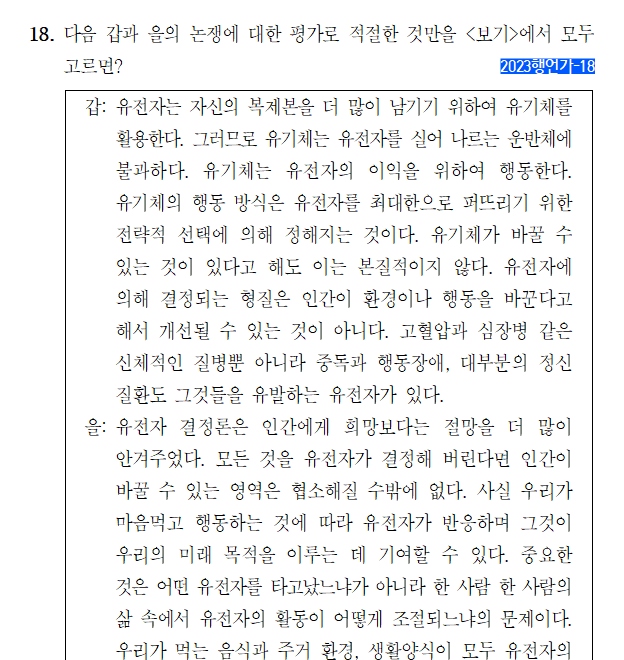 18. 다음 갑과 을의 논쟁에 대한 평가로 적절한 것만을 <보기>에서 모두
고르면? 2023행언가-18
갑: 유전자는 자신의 복제본을 더 많이 남기기 위하여 유기체를
활용한다. 그러므로 유기체는 유전자를 실어 나르는 운반체에
불과하다. 유기체는 유전자의 이익을 위하여 행동한다.
유기체의 행동 방식은 유전자를 최대한으로 퍼뜨리기 위한
전략적 선택에 의해 정해지는 것이다. 유기체가 바꿀 수
있는 것이 있다고 해도 이는 본질적이지 않다. 유전자에
의해 결정되는 형질은 인간이 환경이나 행동을 바꾼다고
해서 개선될 수 있는 것이 아니다. 고혈압과 심장병 같은
신체적인 질병뿐 아니라 중독과 행동장애, 대부분의 정신
질환도 그것들을 유발하는 유전자가 있다.
을: 유전자 결정론은 인간에게 희망보다는 절망을 더 많이
안겨주었다. 모든 것을 유전자가 결정해 버린다면 인간이
바꿀 수 있는 영역은 협소해질 수밖에 없다. 사실 우리가
마음먹고 행동하는 것에 따라 유전자가 반응하며 그것이
우리의 미래 목적을 이루는 데 기여할 수 있다. 중요한
것은 어떤 유전자를 타고났느냐가 아니라 한 사람 한 사람의
삶 속에서 유전자의 활동이 어떻게 조절되느냐의 문제이다.
우리가 먹는 음식과 주거 환경, 생활양식이 모두 유전자의